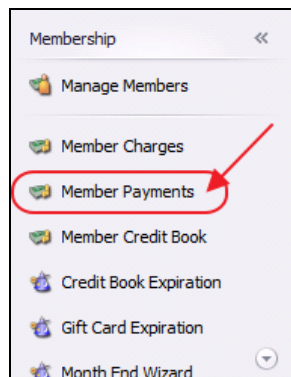 Membership
Manage Members
Member Charges
Member Payments
Member Credit Book
Credit Book Expiration
Gift Card Expiration
Month End Wizard